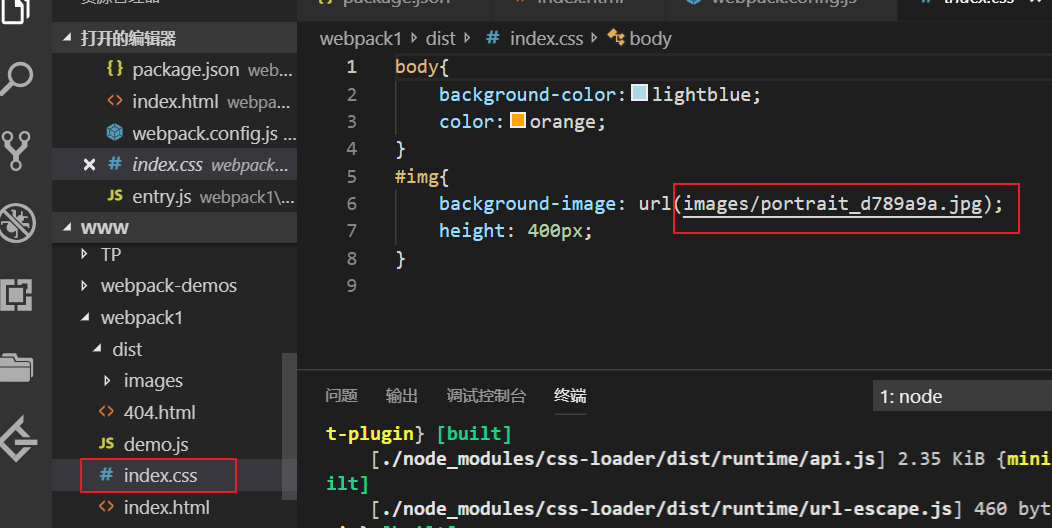 资源管理器
打开的编辑器
package.json web...
index.html webpa...
webpack.config.js ...
index.css webpack...
entry.js webpack1\...
WWW
TP
webpack-demos
webpack1
dist
images
404.html
JS demo.js
# index.css
index.html
package.json
index.html
webpack.config.js
# index.css
webpack1 dist # index.css body
1 body{
2 background-color: lightblue;
3 color: orange;
4 }
5 #img{
6 background-image: url(images/portrait_d789a9a.jpg);
7 height: 400px;
8 }
9
问题 输出 调试控制台 终端 1: node
t-plugin} [built]
[./node_modules/css-loader/dist/runtime/api.js] 2.35 KiB {mini
ilt]
[./node_modules/css-loader/dist/runtime/url-escape.js] 460 byt